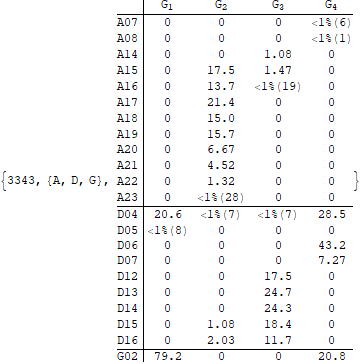 G1 G2 G3 G4
A07 0 0 0 <1%(6)
A08 0 0 0 <1%(1)
A14 0 0 1.08 0
A15 0 17.5 1.47 0
A16 0 13.7 <1%(19) 0
A17 0 21.4 0 0
A18 0 15.0 0 0
A19 0 15.7 0 0
A20 0 6.67 0 0
A21 0 4.52 0 0
{3343, {A, D, G}, A22 0 1.32 0 0 }
A23 0 <1%(28) 0 0
D04 20.6 <1%(7) <1%(7) 28.5
D05 <1%(8) 0 0 0
D06 0 0 0 43.2
D07 0 0 0 7.27
D12 0 0 17.5 0
D13 0 0 24.7 0
D14 0 0 24.3 0
D15 0 1.08 18.4 0
D16 0 2.03 11.7 0
G02 79.2 0 0 20.8